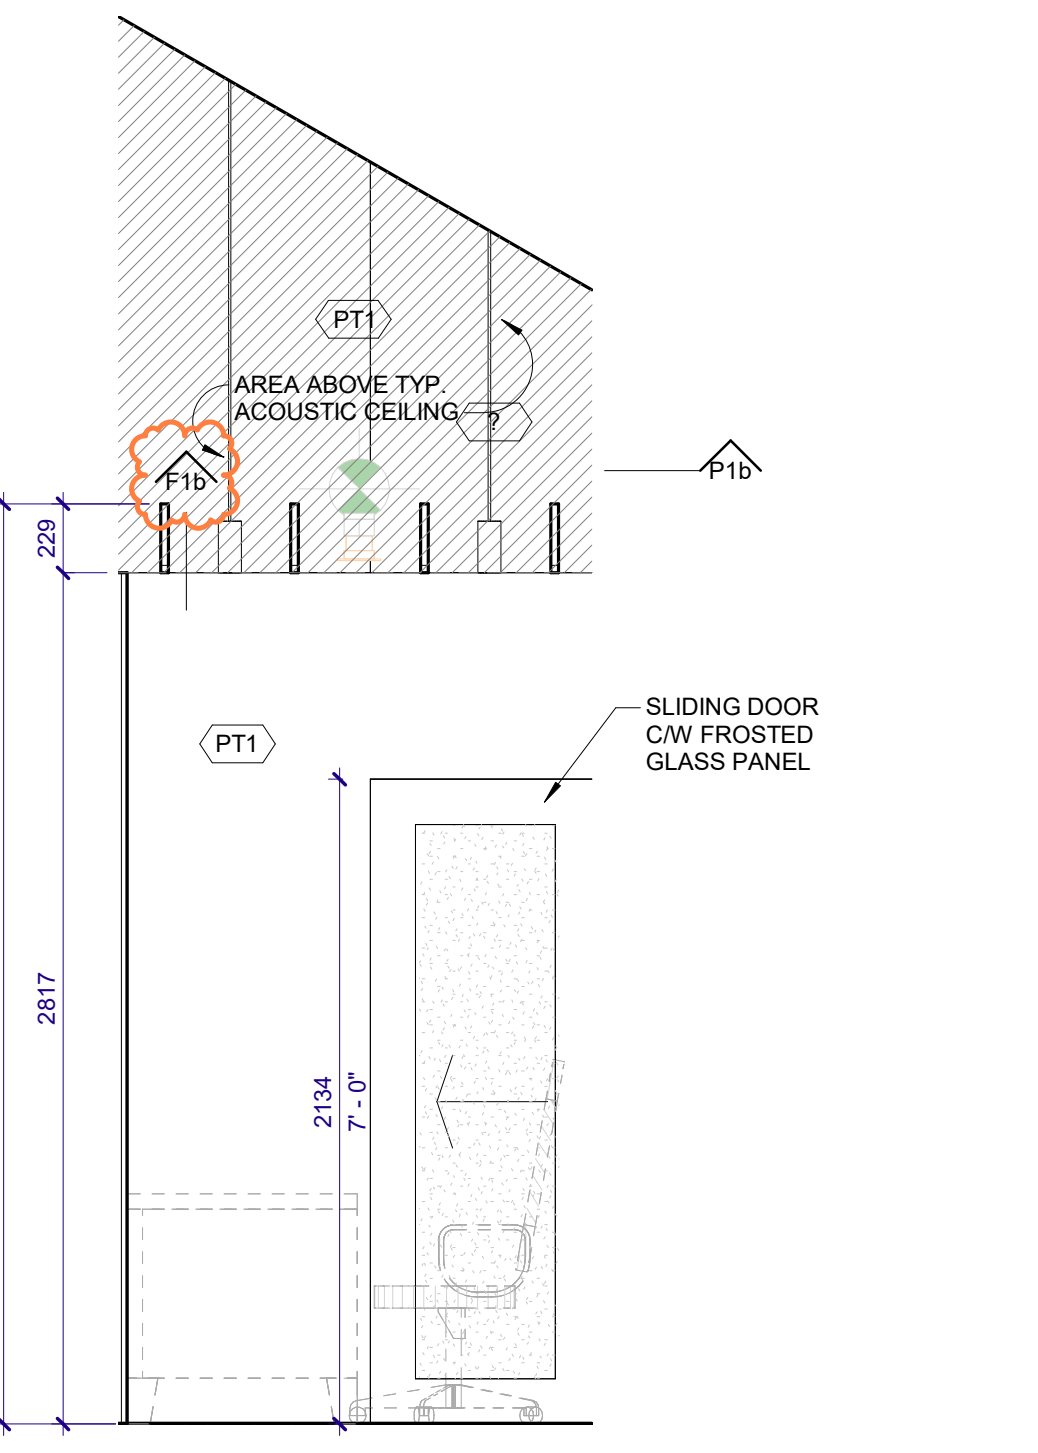 PT1
AREA ABOVE TYP.
ACOUSTIC CEILING
?
F1b
P1b
229
SLIDING DOOR
C/W FROSTED
GLASS PANEL
PT1
2817
2134
7' - 0"